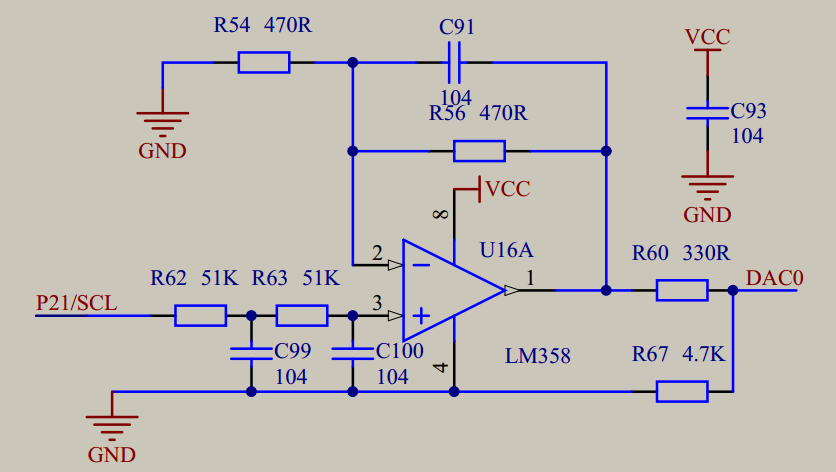 R54 470R
C91
104
R56 470R
GND
VCC
C93
104
GND
VCC
8
U16A
2
1
3
4
LM358
R60 330R
DAC0
R62 51K R63 51K
P21/SCL
C99
104
C100
104
R67 4.7K
GND